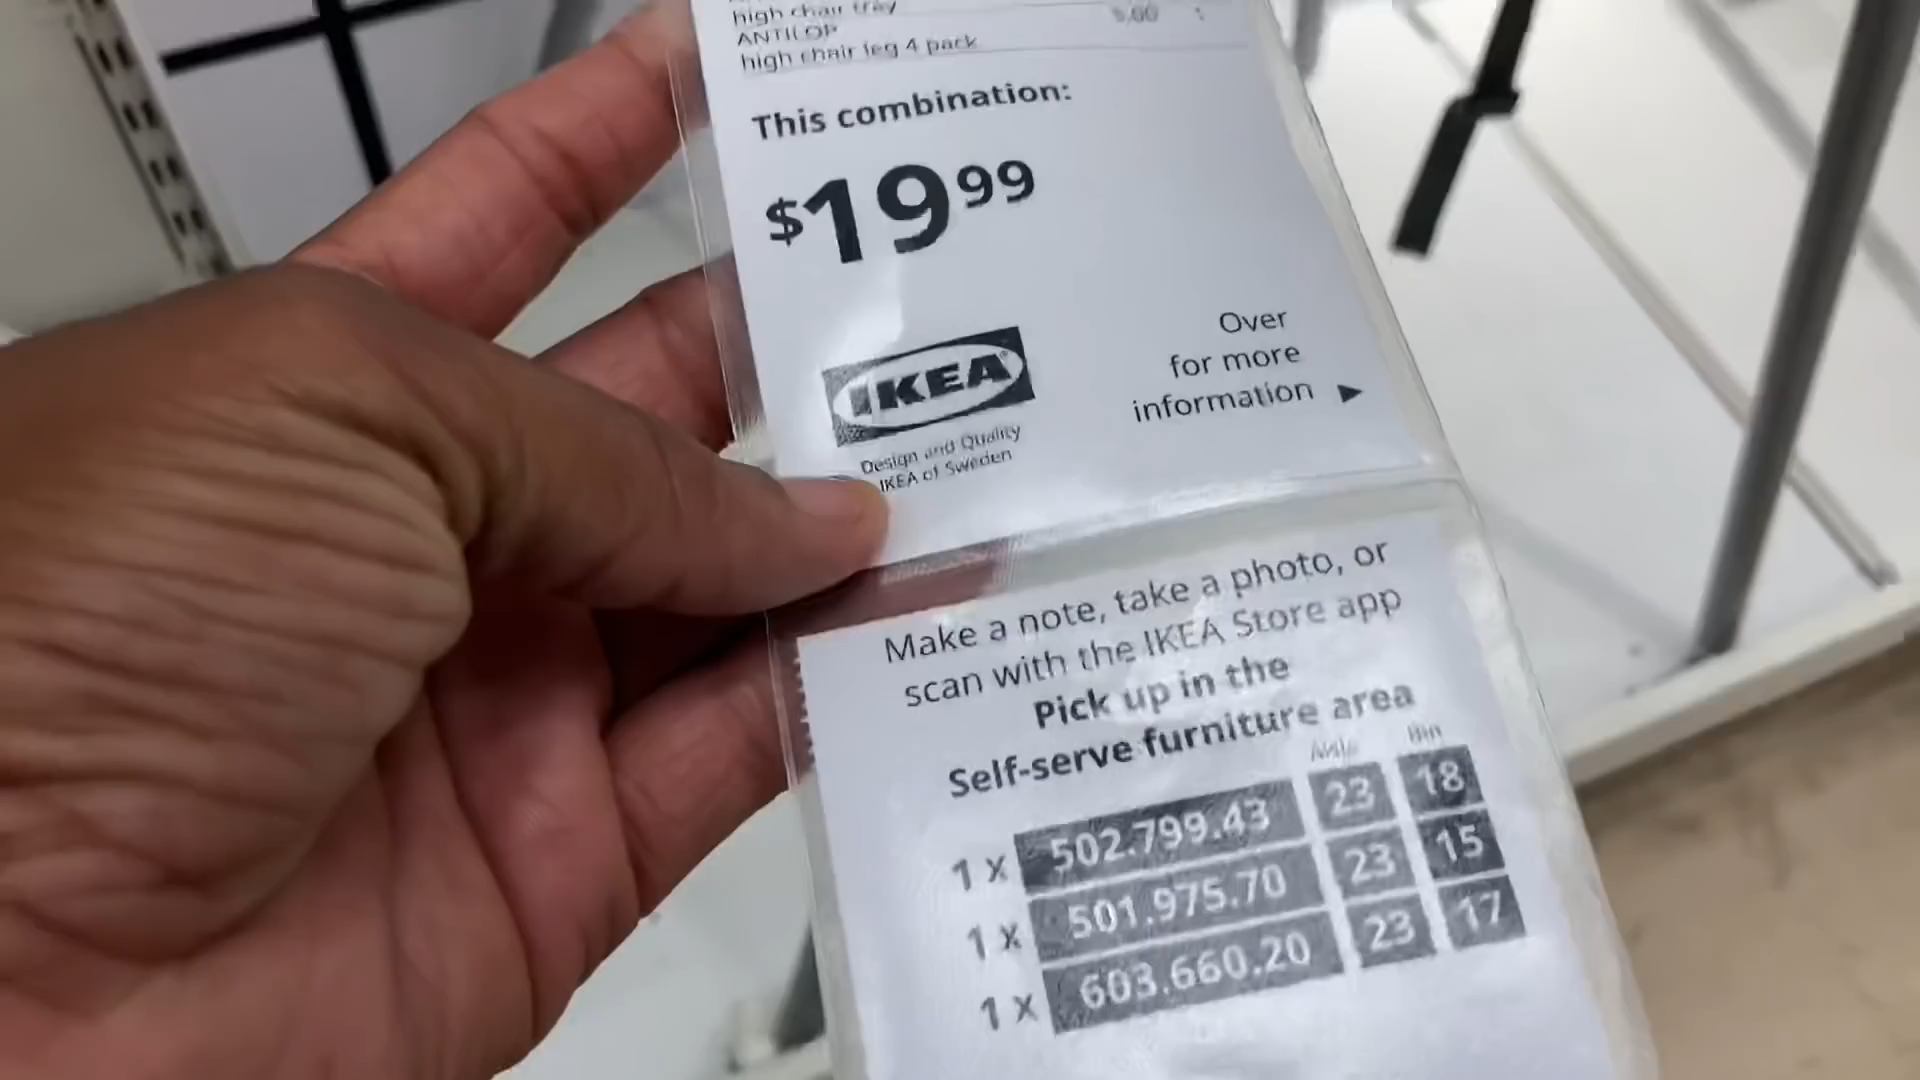 high chair tray
ANTILOP 5.00 1
high chair leg 4 pack
This combination:
$19.99
IKEA
Design and Quality
IKEA of Sweden
Over
for more
information ►
Make a note, take a photo, or
scan with the IKEA Store app
Pick up in the
Self-serve furniture area
Aisle Bin
1 x 502.799.43 23 18
1 x 501.975.70 23 15
1 x 603.660.20 23 17